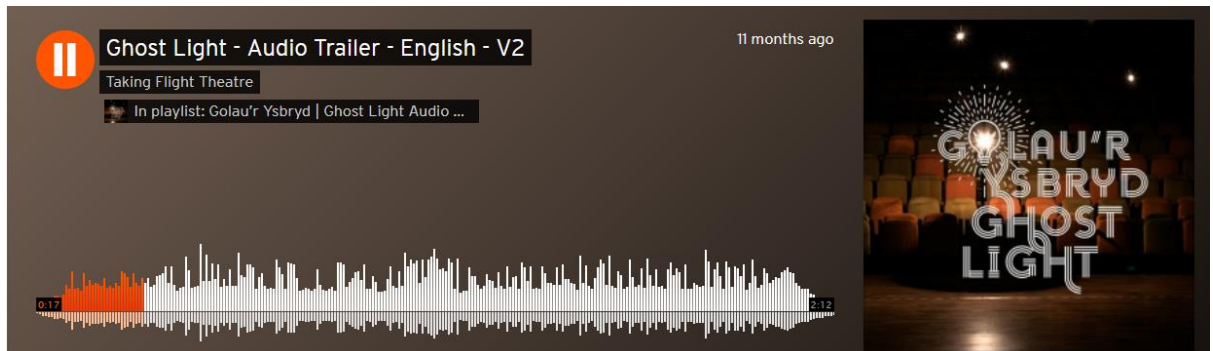 Ghost Light - Audio Trailer - English - V2
11 months ago
Taking Flight Theatre
In playlist: Golau'r Ysbryd | Ghost Light Audio ...
0:17
2:12
GOLAU'R
YSBRYD
GHOST
LIGHT